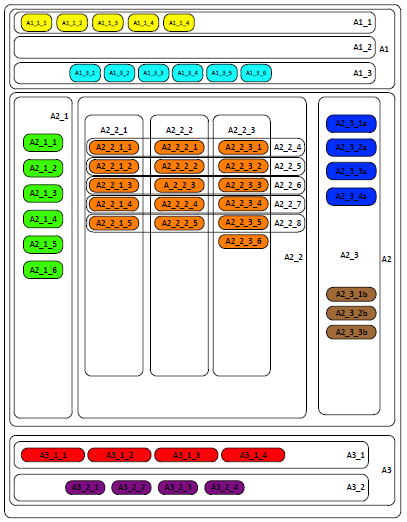 A1_1_1 A1_1_2 A1_1_3 A1_1_4 A1_1_4 A1_1
A1_2
A1
A1_3_1 A1_3_2 A1_3_3 A1_3_4 A1_3_5 A1_3_6 A1_3
A2_1
A2_1_1
A2_1_2
A2_1_3
A2_1_4
A2_1_5
A2_1_6
A2_2_1 A2_2_2 A2_2_3
A2_2_1_1 A2_2_2_1 A2_2_3_1 A2_2_4
A2_2_1_2 A2_2_2_2 A2_2_3_2 A2_2_5
A2_2_1_3 A_2_2_3 A2_2_3_3 A2_2_6
A2_2_1_4 A2_2_2_4 A2_2_3_4 A2_2_7
A2_2_1_5 A2_2_2_5 A2_2_3_5 A2_2_8
A2_2_3_6
A2_2
A2_3_1a
A2_3_2a
A2_3_3a
A2_3_4a
A2_3
A2
A2_3_1b
A2_3_2b
A2_3_3b
A3_1_1 A3_1_2 A3_1_3 A3_1_4 A3_1
A3
A3_2_1 A3_2_2 A3_2_3 A3_2_4 A3_2